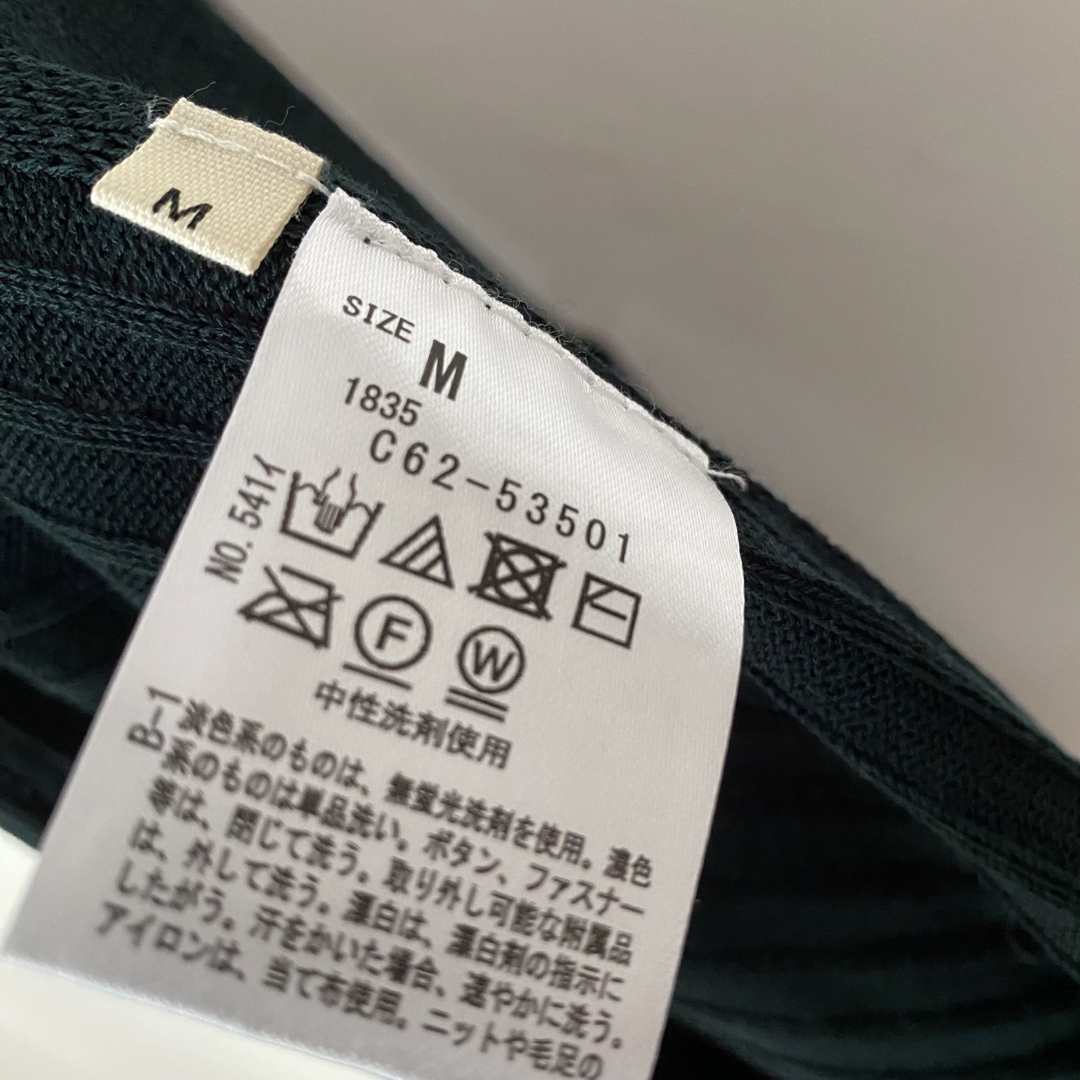 M
SIZE M
1835
C62-53501
NO. 541イ
F
W
中性洗剤使用
B-1
淡色系のものは、無蛍光洗剤を使用。濃色
系のものは単品洗い。ボタン、ファスナー
等は、閉じて洗う。取り外し可能な附属品
は、外して洗う。漂白は、漂白剤の指示に
したがう。汗をかいた場合、速やかに洗う。
アイロンは、当て布使用。ニットや毛足の